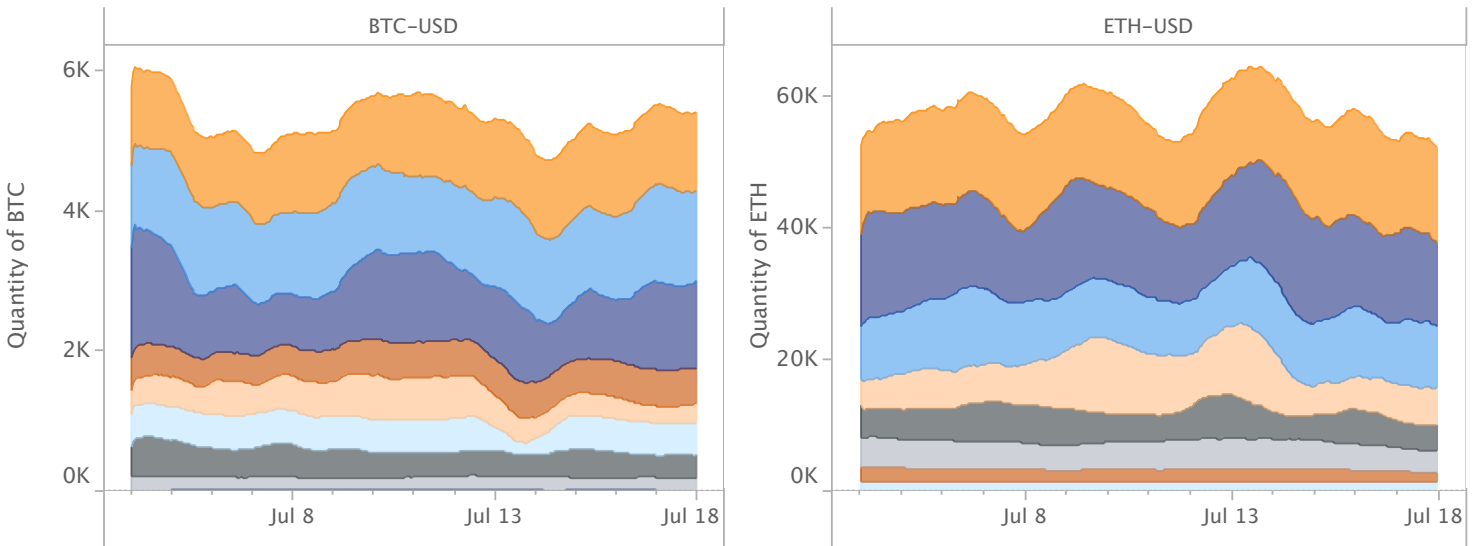 BTC–USD
ETH–USD
Quantity of BTC
6K
4K
2K
0K
Jul 8
Jul 13
Jul 18
Quantity of ETH
60K
40K
20K
0K
Jul 8
Jul 13
Jul 18